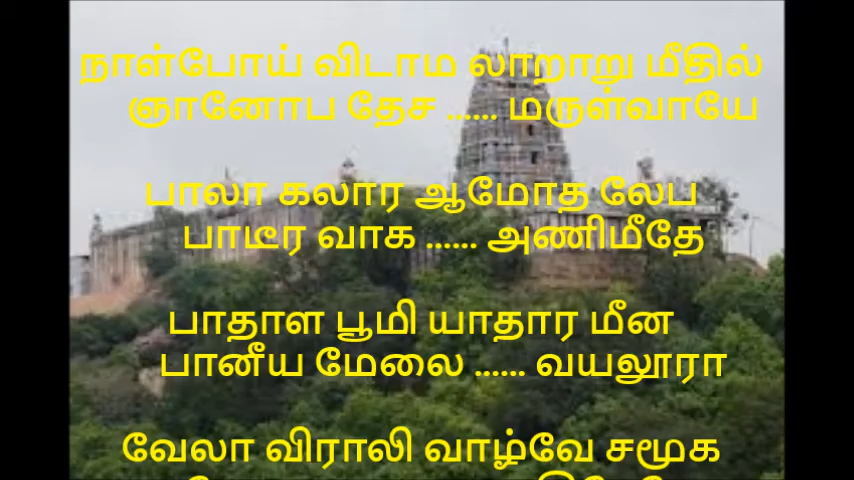 நாள்போய் விடாம லாறாறு மீதில்
ஞானோப தேச ...... மருள்வாயே
பாலா கலார ஆமோத லேப
பாடீர வாக ...... அணிமீதே
பாதாள பூமி யாதார மீன
பானீய மேலை ...... வயலூரா
வேலா விராலி வாழ்வே சமூக